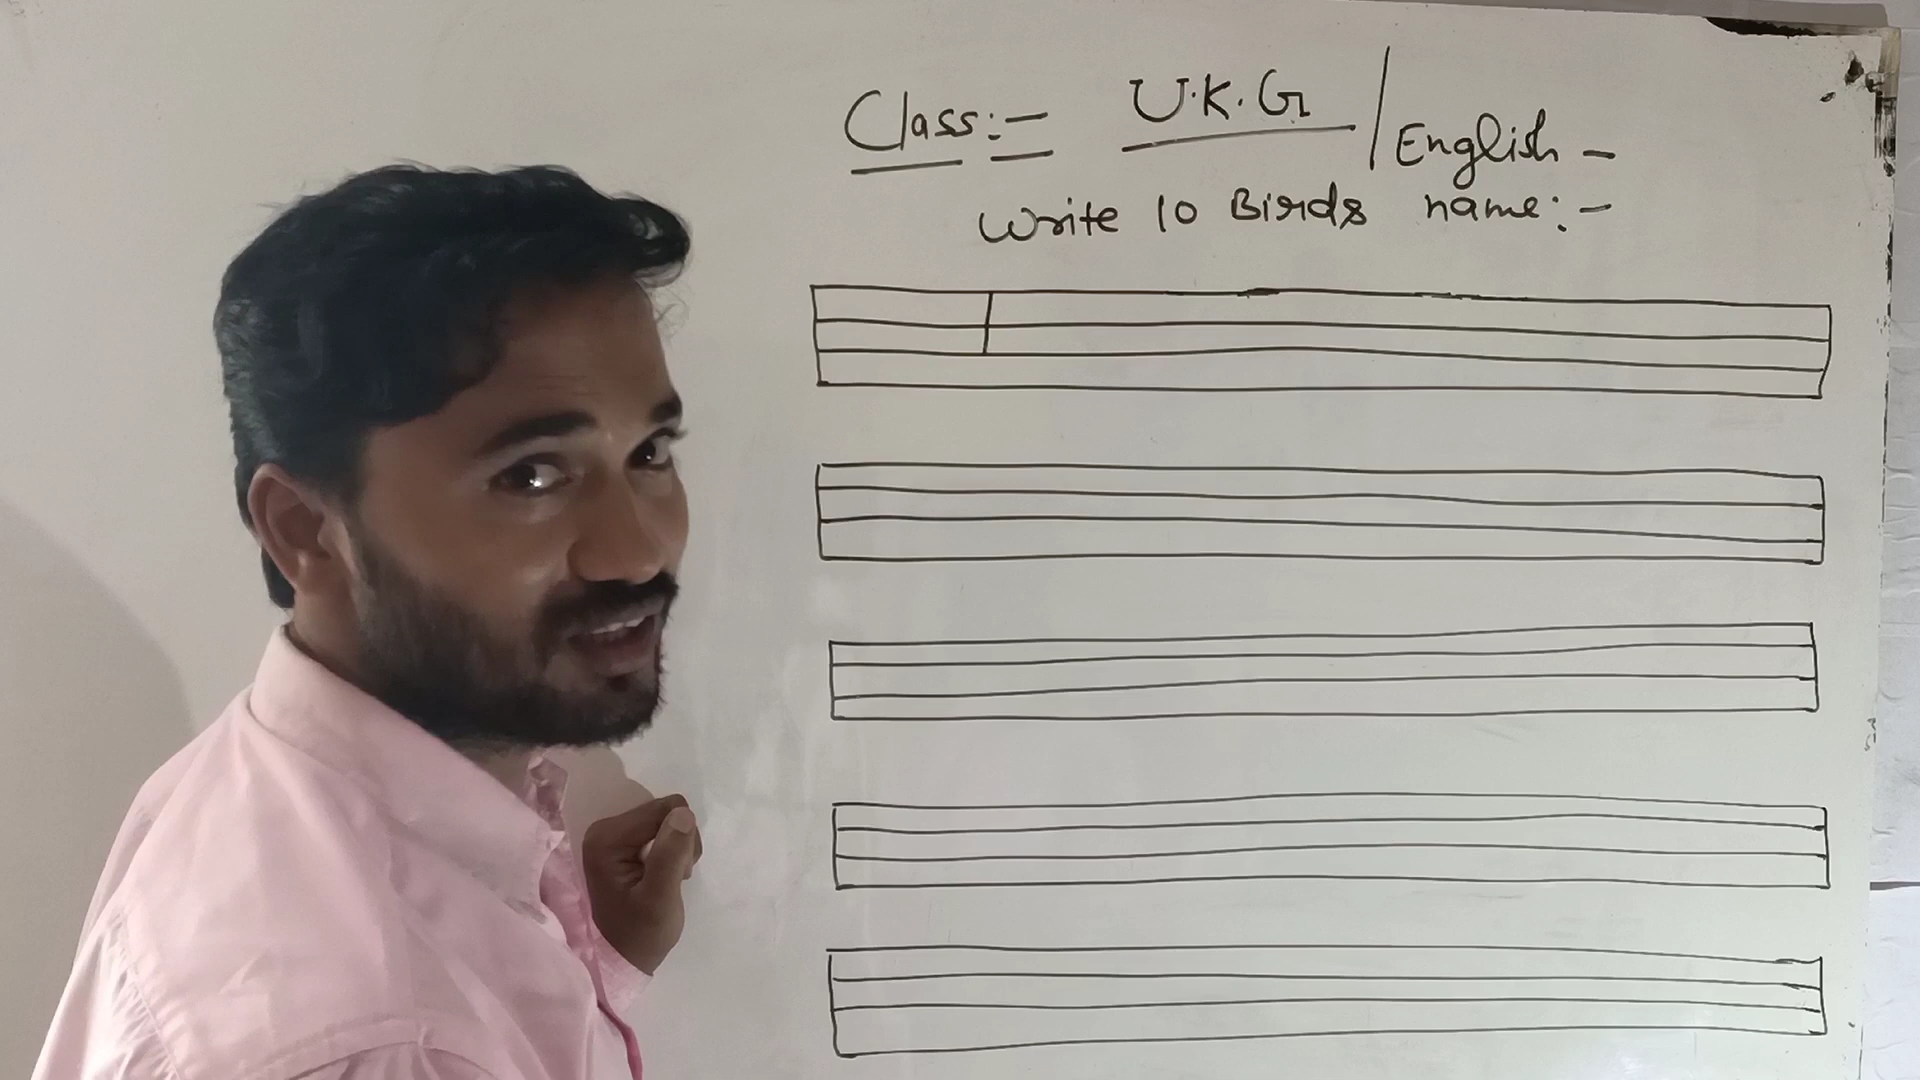 Class:- U.K.G / English -
Write 10 Birds name:-